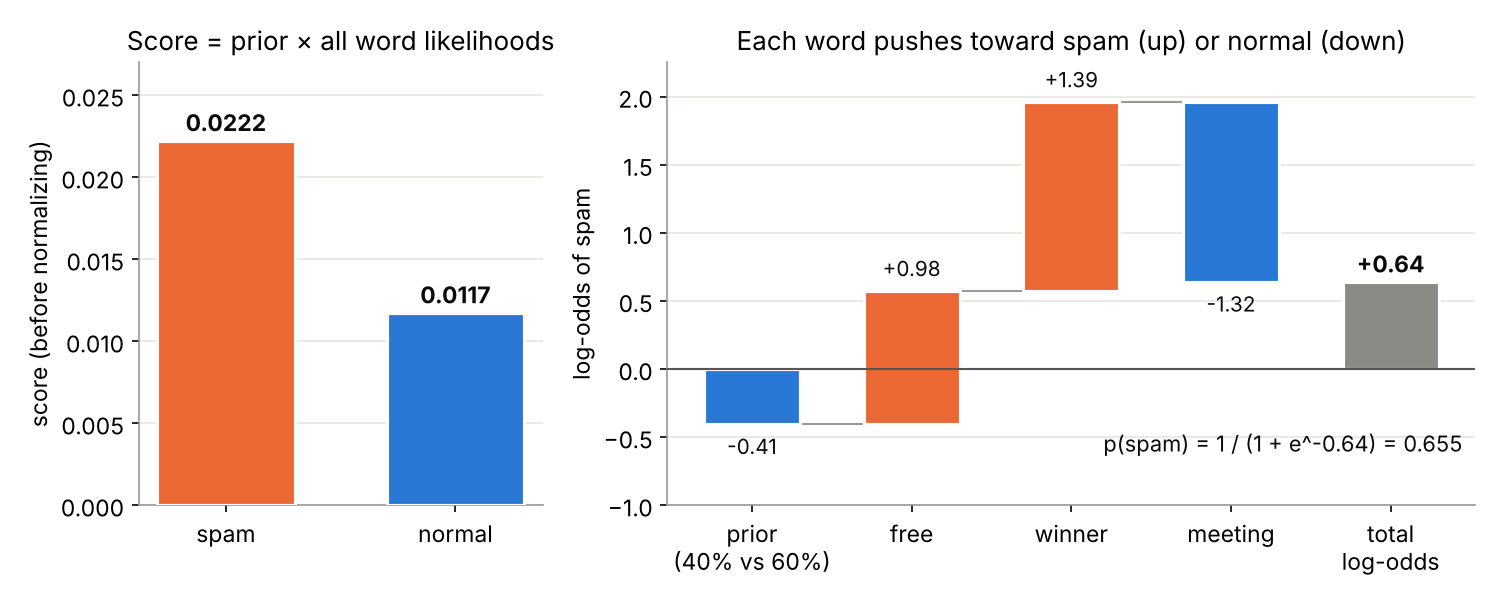 Score = prior × all word likelihoods
score (before normalizing)
0.025
0.020
0.015
0.010
0.005
0.000
0.0222
0.0117
spam
normal
Each word pushes toward spam (up) or normal (down)
log-odds of spam
2.0
1.5
1.0
0.5
0.0
−0.5
−1.0
-0.41
+0.98
+1.39
-1.32
+0.64
p(spam) = 1 / (1 + e^-0.64) = 0.655
prior
(40% vs 60%)
free
winner
meeting
total
log-odds